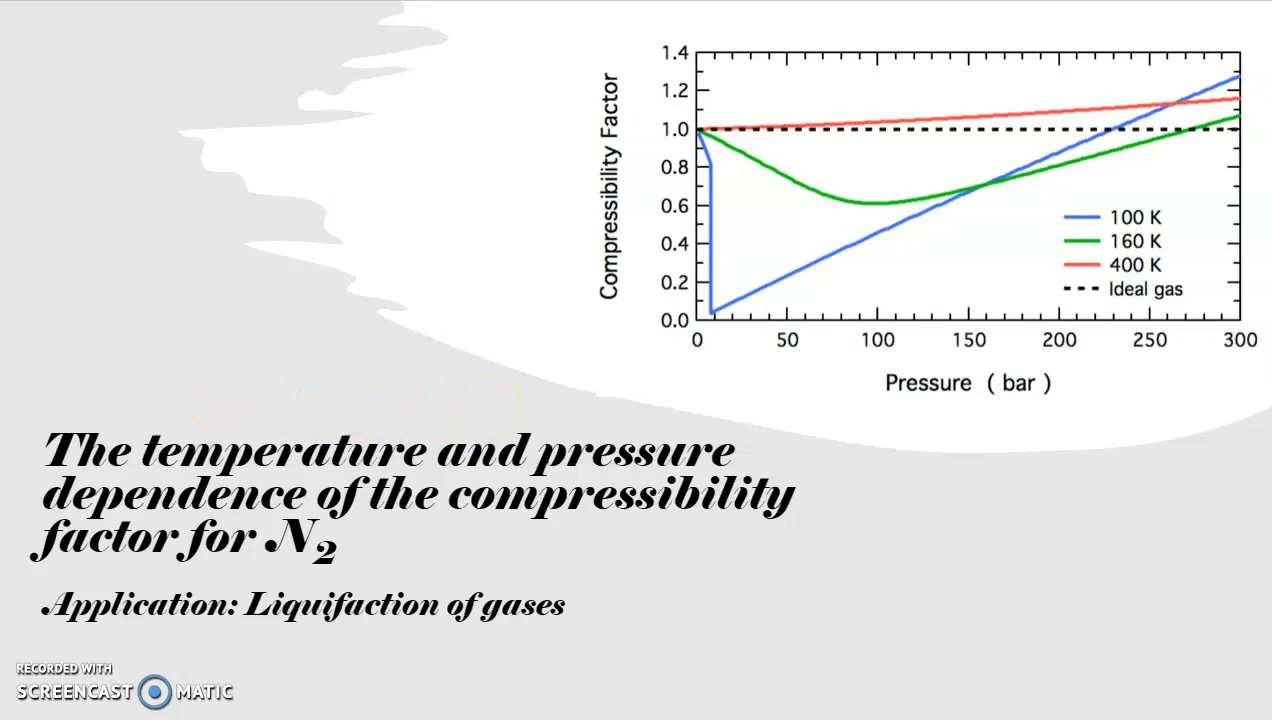 1.4
1.2
1.0
0.8
0.6
0.4
0.2
0.0
Compressibility Factor
100 K
160 K
400 K
Ideal gas
0 50 100 150 200 250 300
Pressure ( bar )
The temperature and pressure
dependence of the compressibility
factor for N2
Application: Liquifaction of gases
RECORDED WITH
SCREENCAST MATIC